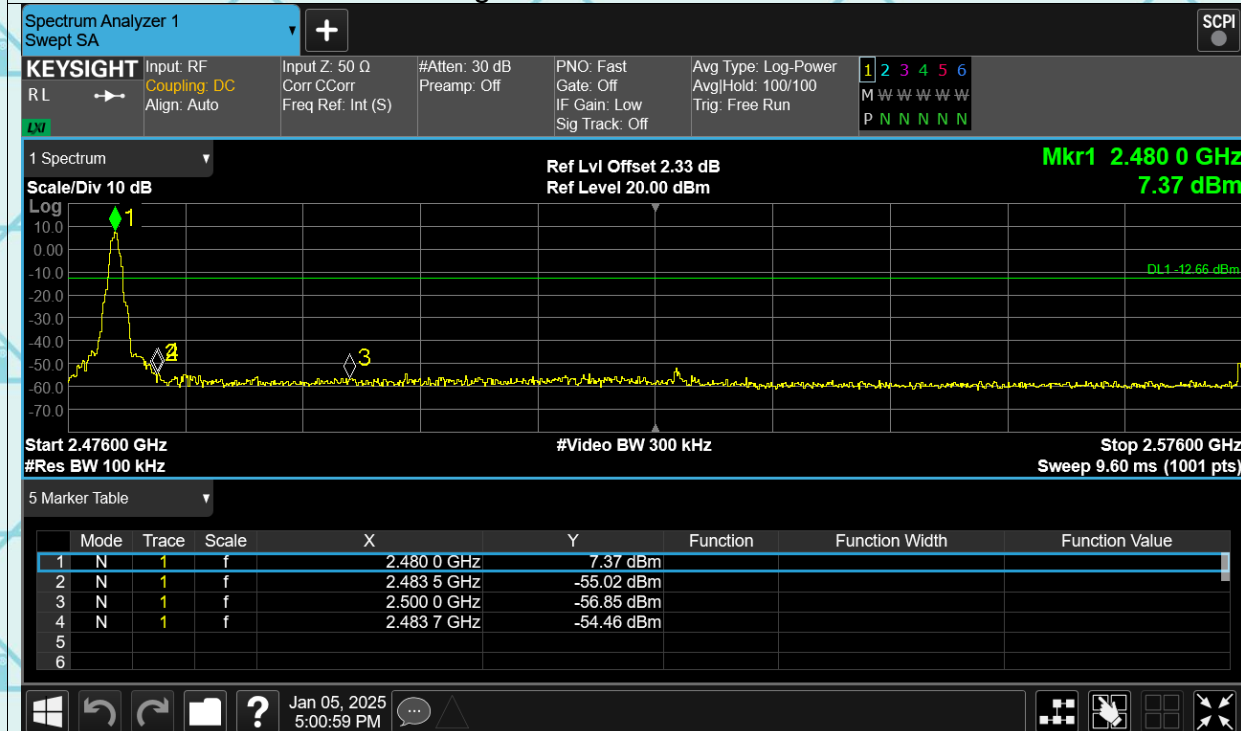 Spectrum Analyzer 1
Swept SA
+
SCPI
KEYSIGHT Input: RF Input Z: 50 Ω #Atten: 30 dB PNO: Fast Avg Type: Log-Power 1 2 3 4 5 6
RL Coupling: DC Corr CCorr Preamp: Off Gate: Off Avg|Hold: 100/100 M W W W W W W
Align: Auto Freq Ref: Int (S) IF Gain: Low Trig: Free Run
LXI Sig Track: Off P N N N N N N
1 Spectrum Ref Lvl Offset 2.33 dB Mkr1 2.480 0 GHz
Scale/Div 10 dB Ref Level 20.00 dBm 7.37 dBm
Log
1
10.0
0.00
-10.0 DL1 -12.66 dBm
-20.0
-30.0
-40.0
3
-50.0
-60.0
-70.0
Start 2.47600 GHz #Video BW 300 kHz Stop 2.57600 GHz
#Res BW 100 kHz Sweep 9.60 ms (1001 pts)
5 Marker Table
Mode Trace Scale X Y Function Function Width Function Value
1 N 1 f 2.480 0 GHz 7.37 dBm
2 N 1 f 2.483 5 GHz -55.02 dBm
3 N 1 f 2.500 0 GHz -56.85 dBm
4 N 1 f 2.483 7 GHz -54.46 dBm
5
6
? Jan 05, 2025
5:00:59 PM